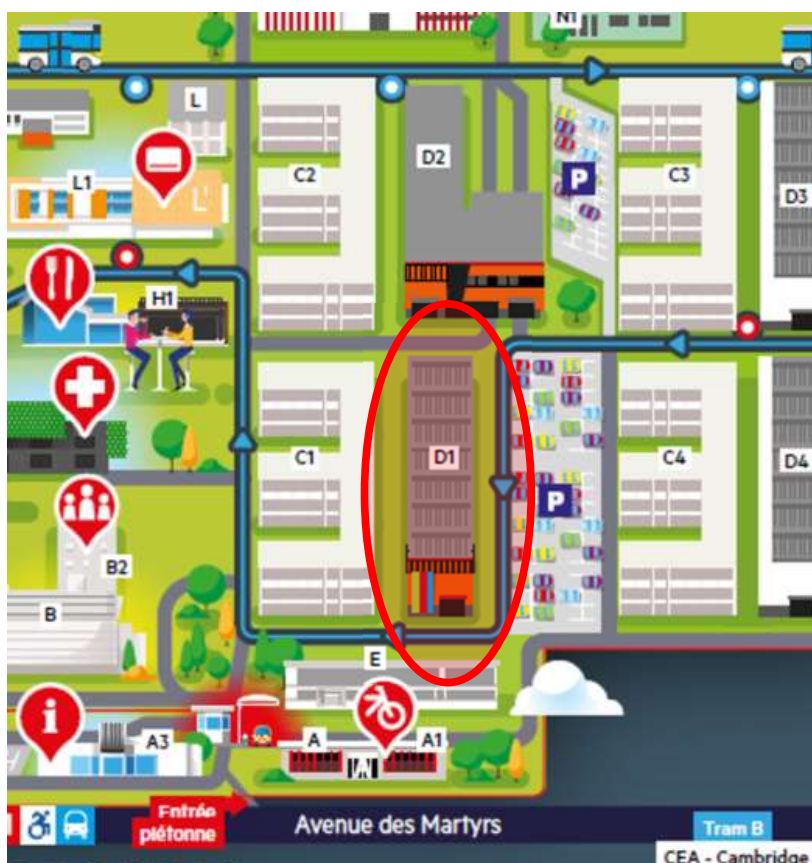 N1
L
D2
C2
P
C3
L1
L'
D3
H1
C1
D1
C4
D4
P
B2
B
E
i
A3
A
A1
Entrée
piétonne
Avenue des Martyrs
Tram B
CEA - Cambridge